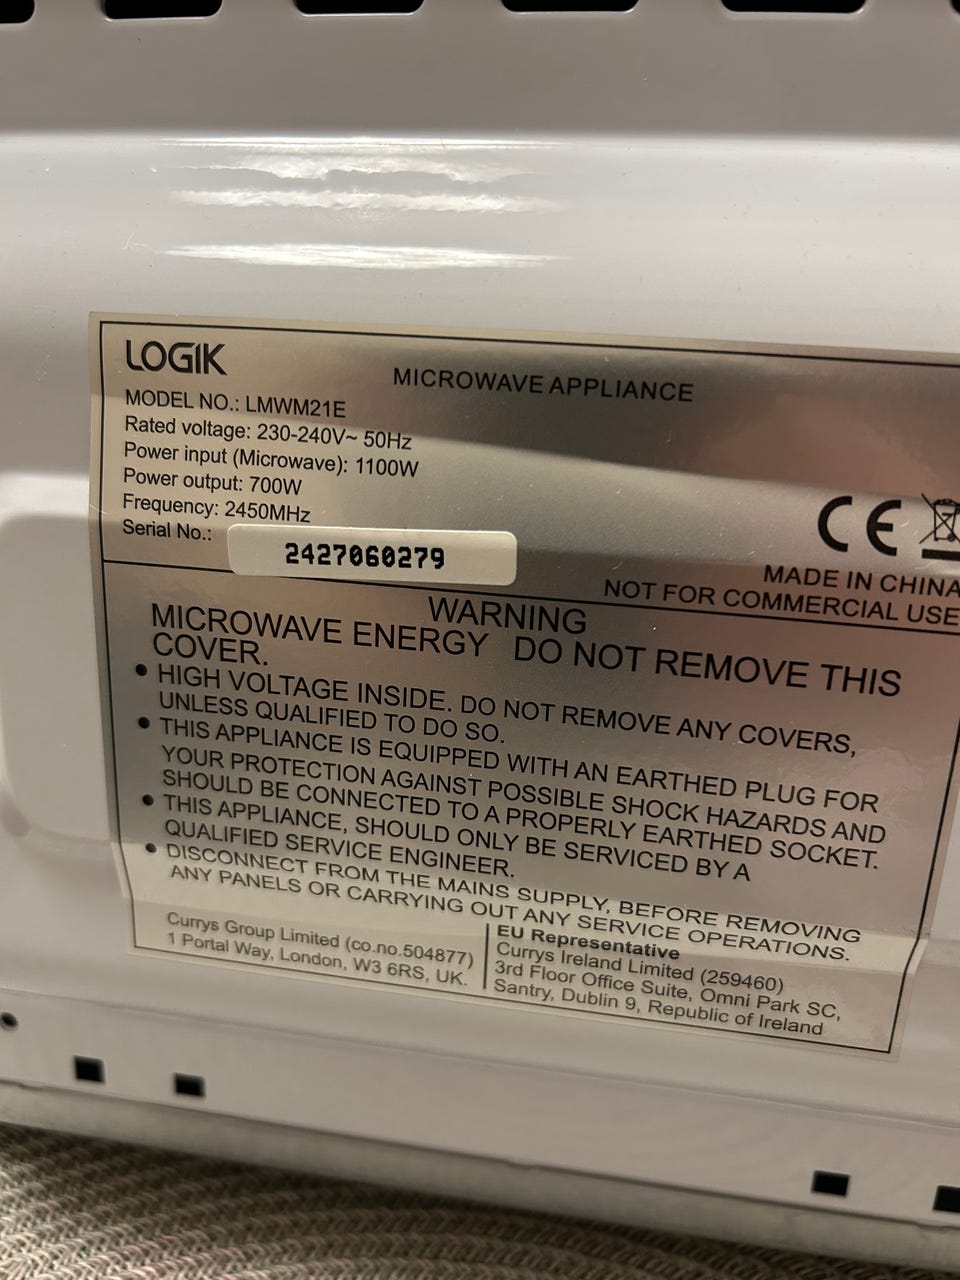 LOGIK
MICROWAVE APPLIANCE
MODEL NO.: LMWM21E
Rated voltage: 230-240V~ 50Hz
Power input (Microwave): 1100W
Power output: 700W
Frequency: 2450MHz
Serial No.:
2427060279
CE
MADE IN CHINA
NOT FOR COMMERCIAL USE
WARNING
MICROWAVE ENERGY DO NOT REMOVE THIS
COVER.
• HIGH VOLTAGE INSIDE. DO NOT REMOVE ANY COVERS,
UNLESS QUALIFIED TO DO SO.
• THIS APPLIANCE IS EQUIPPED WITH AN EARTHED PLUG FOR
YOUR PROTECTION AGAINST POSSIBLE SHOCK HAZARDS AND
SHOULD BE CONNECTED TO A PROPERLY EARTHED SOCKET.
• THIS APPLIANCE, SHOULD ONLY BE SERVICED BY A
QUALIFIED SERVICE ENGINEER.
• DISCONNECT FROM THE MAINS SUPPLY, BEFORE REMOVING
ANY PANELS OR CARRYING OUT ANY SERVICE OPERATIONS.
Currys Group Limited (co.no.504877)
1 Portal Way, London, W3 6RS, UK.
EU Representative
Currys Ireland Limited (259460)
3rd Floor Office Suite, Omni Park SC,
Santry, Dublin 9, Republic of Ireland